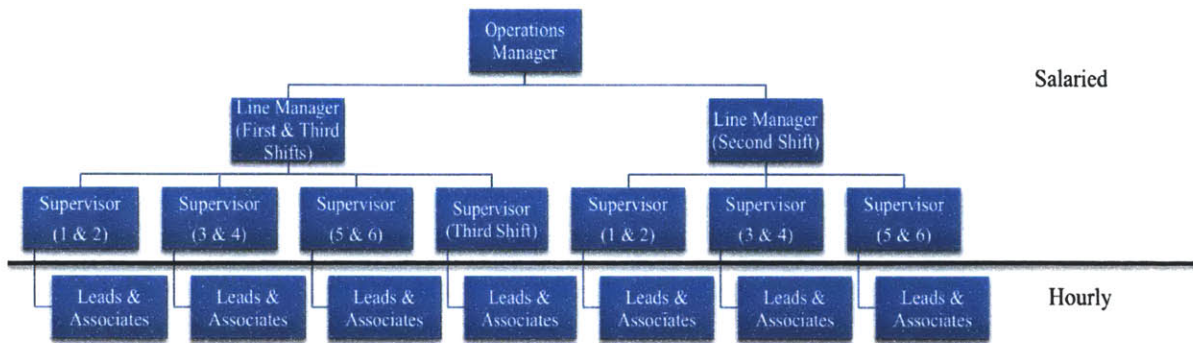 Operations
Manager
Salaried
Line Manager
(First & Third
Shifts)
Line Manager
(Second Shift)
Supervisor
(1 & 2)
Supervisor
(3 & 4)
Supervisor
(5 & 6)
Supervisor
(Third Shift)
Supervisor
(1 & 2)
Supervisor
(3 & 4)
Supervisor
(5 & 6)
Leads &
Associates
Leads &
Associates
Leads &
Associates
Leads &
Associates
Leads &
Associates
Leads &
Associates
Leads &
Associates
Hourly